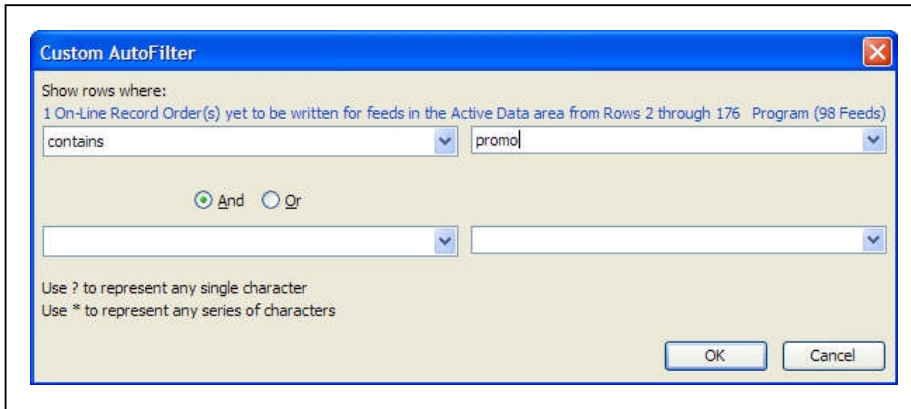 Custom AutoFilter
Show rows where:
1 On-Line Record Order(s) yet to be written for feeds in the Active Data area from Rows 2 through 176 Program (98 Feeds)
contains promo
And Or
Use ? to represent any single character
Use * to represent any series of characters
OK Cancel